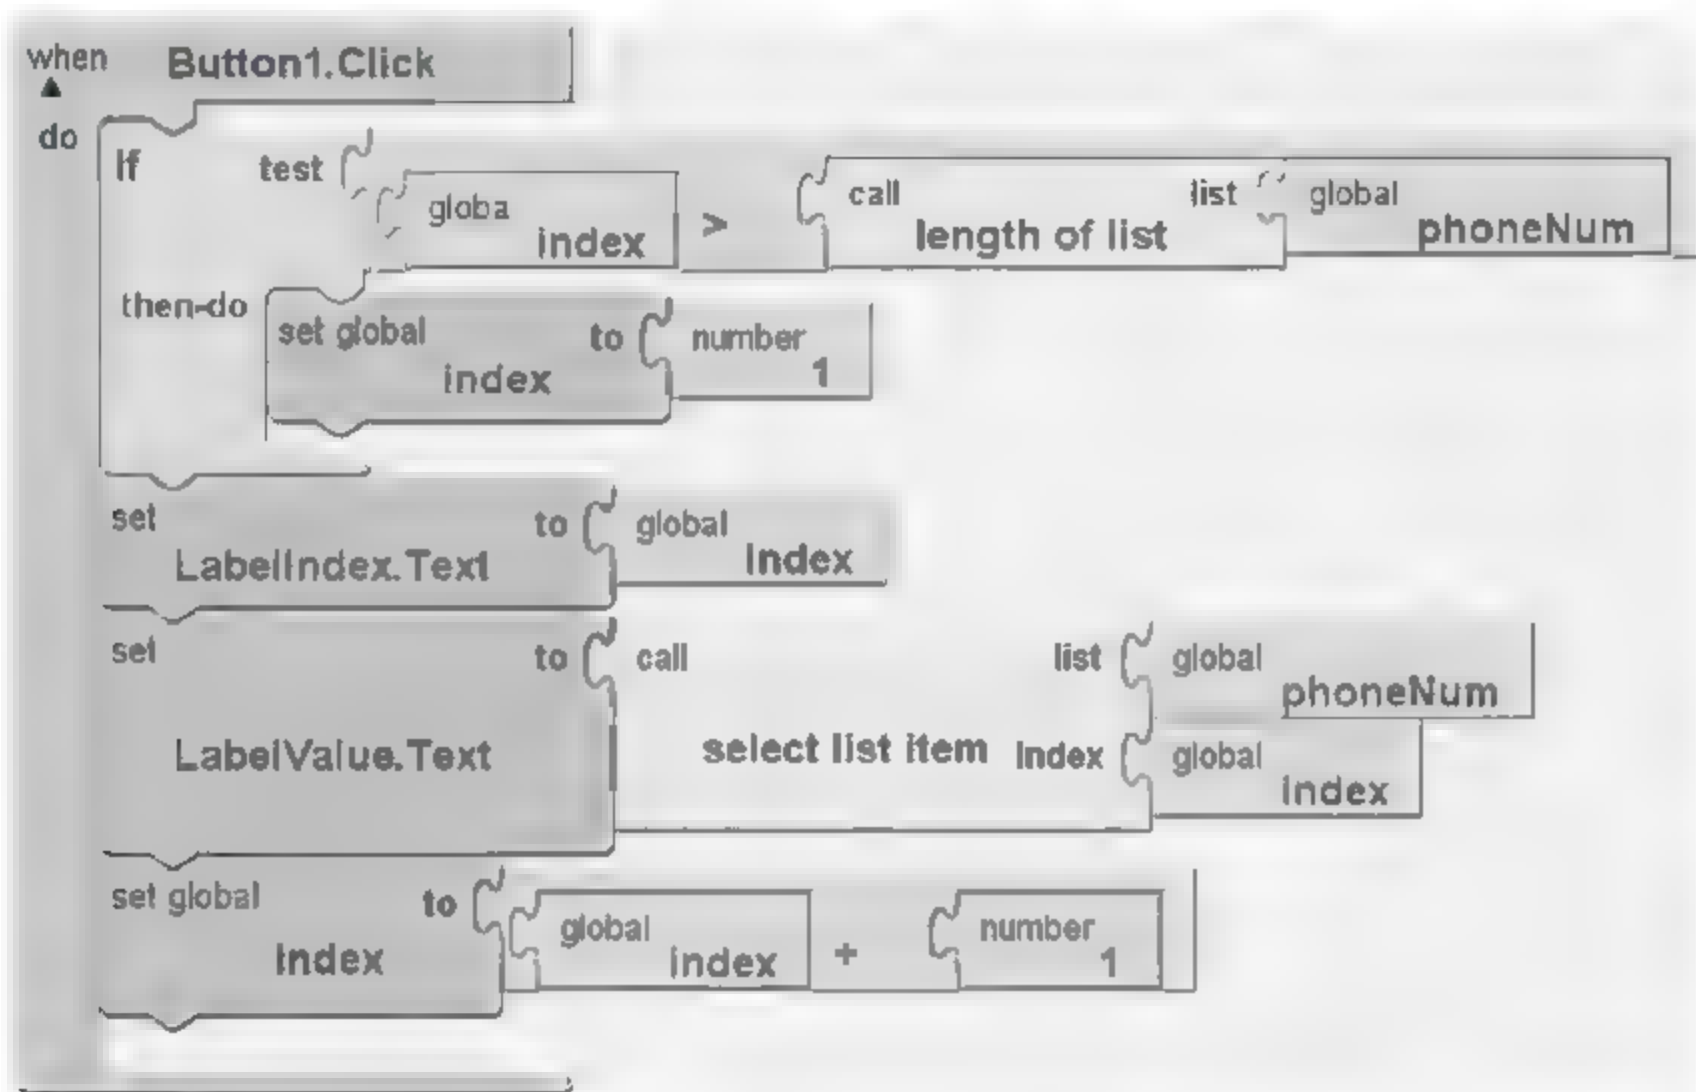 when Button1.Click
do
If test globa index > call length of list list global phoneNum
then-do set global index to number 1
set LabelIndex.Text to global Index
set LabelValue.Text to call select list item list global phoneNum
Index global Index
set global Index to global Index + number 1